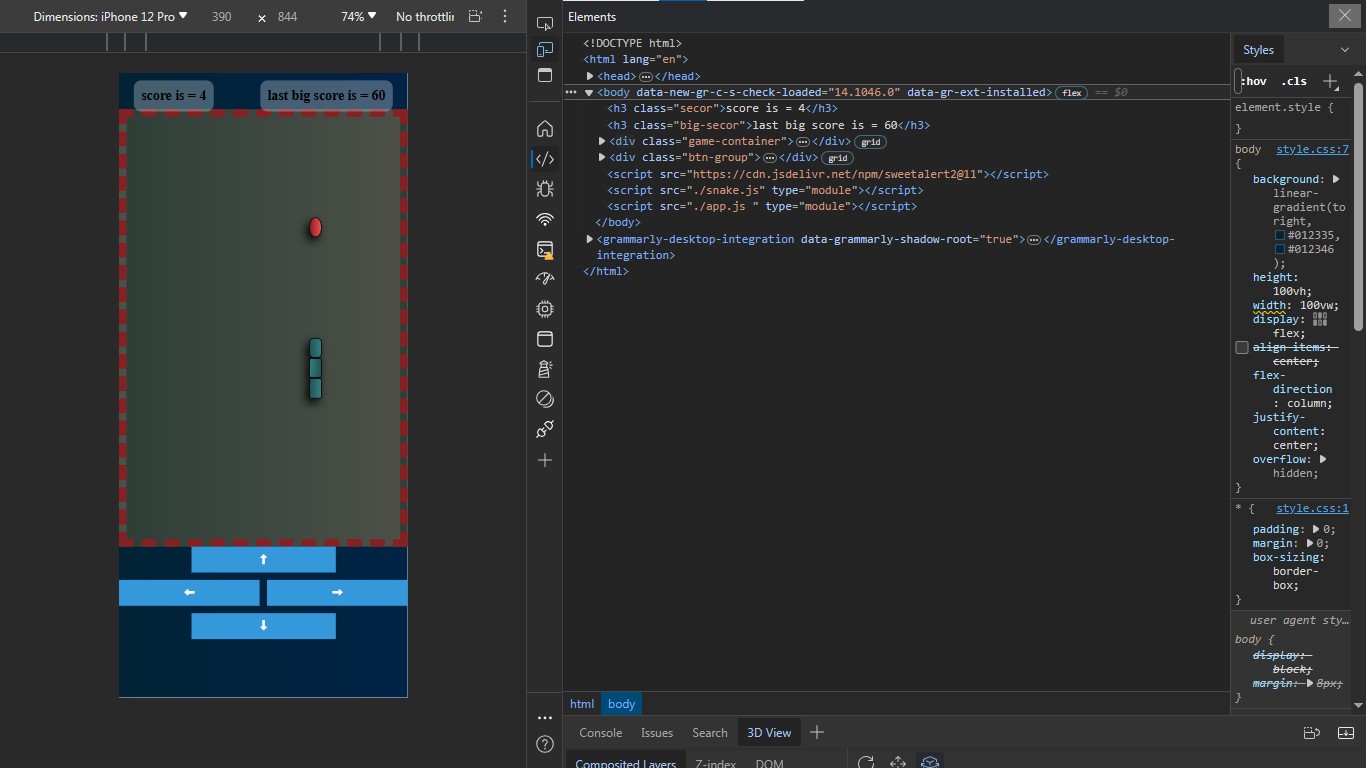 Dimensions: iPhone 12 Pro ▼ 390 × 844 74% ▼ No throttlin
score is = 4
last big score is = 60
⬆
⬅ ➡
⬇
Elements
<!DOCTYPE html>
<html lang="en">
▶ <head> ⋯ </head>
⋯ ▼ <body data-new-gr-c-s-check-loaded="14.1046.0" data-gr-ext-installed> flex == $0
<h3 class="secor">score is = 4</h3>
<h3 class="big-secor">last big score is = 60</h3>
▶ <div class="game-container"> ⋯ </div> grid
▶ <div class="btn-group"> ⋯ </div> grid
<script src="https://cdn.jsdelivr.net/npm/sweetalert2@11"></script>
<script src="./snake.js" type="module"></script>
<script src="./app.js " type="module"></script>
</body>
▶ <grammarly-desktop-integration data-grammarly-shadow-root="true"> ⋯ </grammarly-desktop-
integration>
</html>
html body
Console Issues Search 3D View +
Composited Layers Z-index DOM
Styles
:hov .cls +
element.style {
}
body style.css:7
{
background: ▶
linear-
gradient(to
right,
#012335,
#012346
);
height:
100vh;
width: 100vw;
display:
flex;
align items:
center;
flex-
direction
: column;
justify-
content:
center;
overflow: ▶
hidden;
}
* { style.css:1
padding: ▶ 0;
margin: ▶ 0;
box-sizing:
border-
box;
}
user agent sty…
body {
display:
block;
margin: ▶ 8px;
}